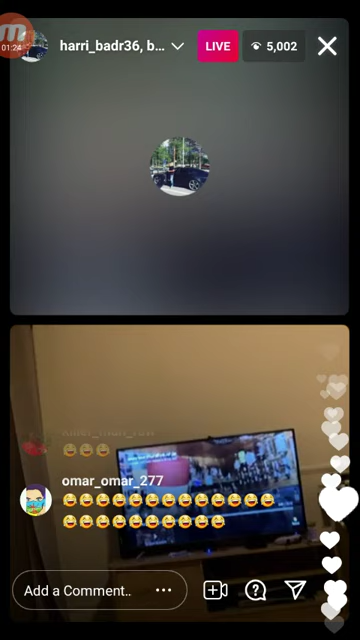 01:24
harri_badr36, b...
LIVE
5,002
omar_omar_277
😂😂😂😂😂😂😂😂😂😂😂😂😂
😂😂😂😂😂😂😂😂😂😂
Add a Comment..